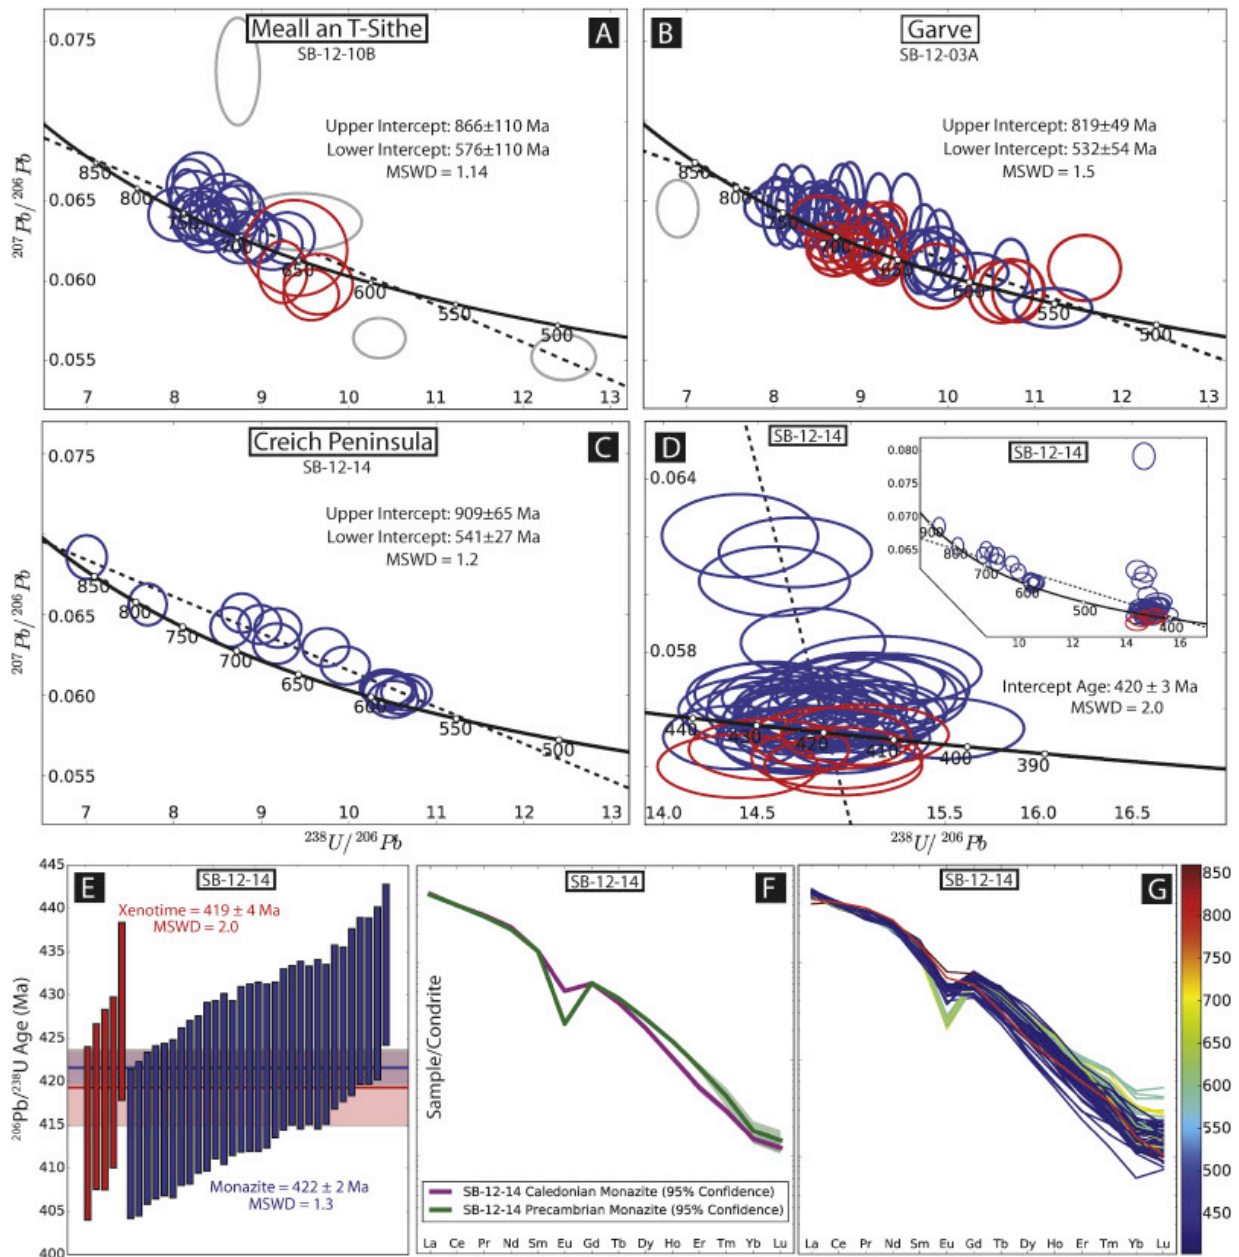 Meall an T-Sithe
A
SB-12-10B
Upper Intercept: 866±110 Ma
Lower Intercept: 576±110 Ma
MSWD = 1.14
0.075
0.065
0.060
0.055
207Pb/206Pb
850
800
750
700
650
600
550
500
7 8 9 10 11 12 13
B
Garve
SB-12-03A
Upper Intercept: 819±49 Ma
Lower Intercept: 532±54 Ma
MSWD = 1.5
850
800
750
700
650
600
550
500
7 8 9 10 11 12 13
Creich Peninsula
C
SB-12-14
Upper Intercept: 909±65 Ma
Lower Intercept: 541±27 Ma
MSWD = 1.2
0.075
0.065
0.060
0.055
207Pb/206Pb
850
800
750
700
650
600
550
500
7 8 9 10 11 12 13
238U/206Pb
D
SB-12-14
0.064
0.058
SB-12-14
0.080
0.075
0.070
0.065
0.060
900
800
700
600
500
400
10 12 14 16
Intercept Age: 420 ± 3 Ma
MSWD = 2.0
440
430
420
410
400
390
14.0 14.5 15.5 16.0 16.5
238U/206Pb
E
SB-12-14
Xenotime = 419 ± 4 Ma
MSWD = 2.0
Monazite = 422 ± 2 Ma
MSWD = 1.3
206Pb/238U Age (Ma)
445
440
435
430
425
420
415
410
405
400
SB-12-14
F
Sample/Condrite
SB-12-14 Caledonian Monazite (95% Confidence)
SB-12-14 Precambrian Monazite (95% Confidence)
La Ce Pr Nd Sm Eu Gd Tb Dy Ho Er Tm Yb Lu
SB-12-14
G
La Ce Pr Nd Sm Eu Gd Tb Dy Ho Er Tm Yb Lu
850
800
750
700
650
600
550
500
450